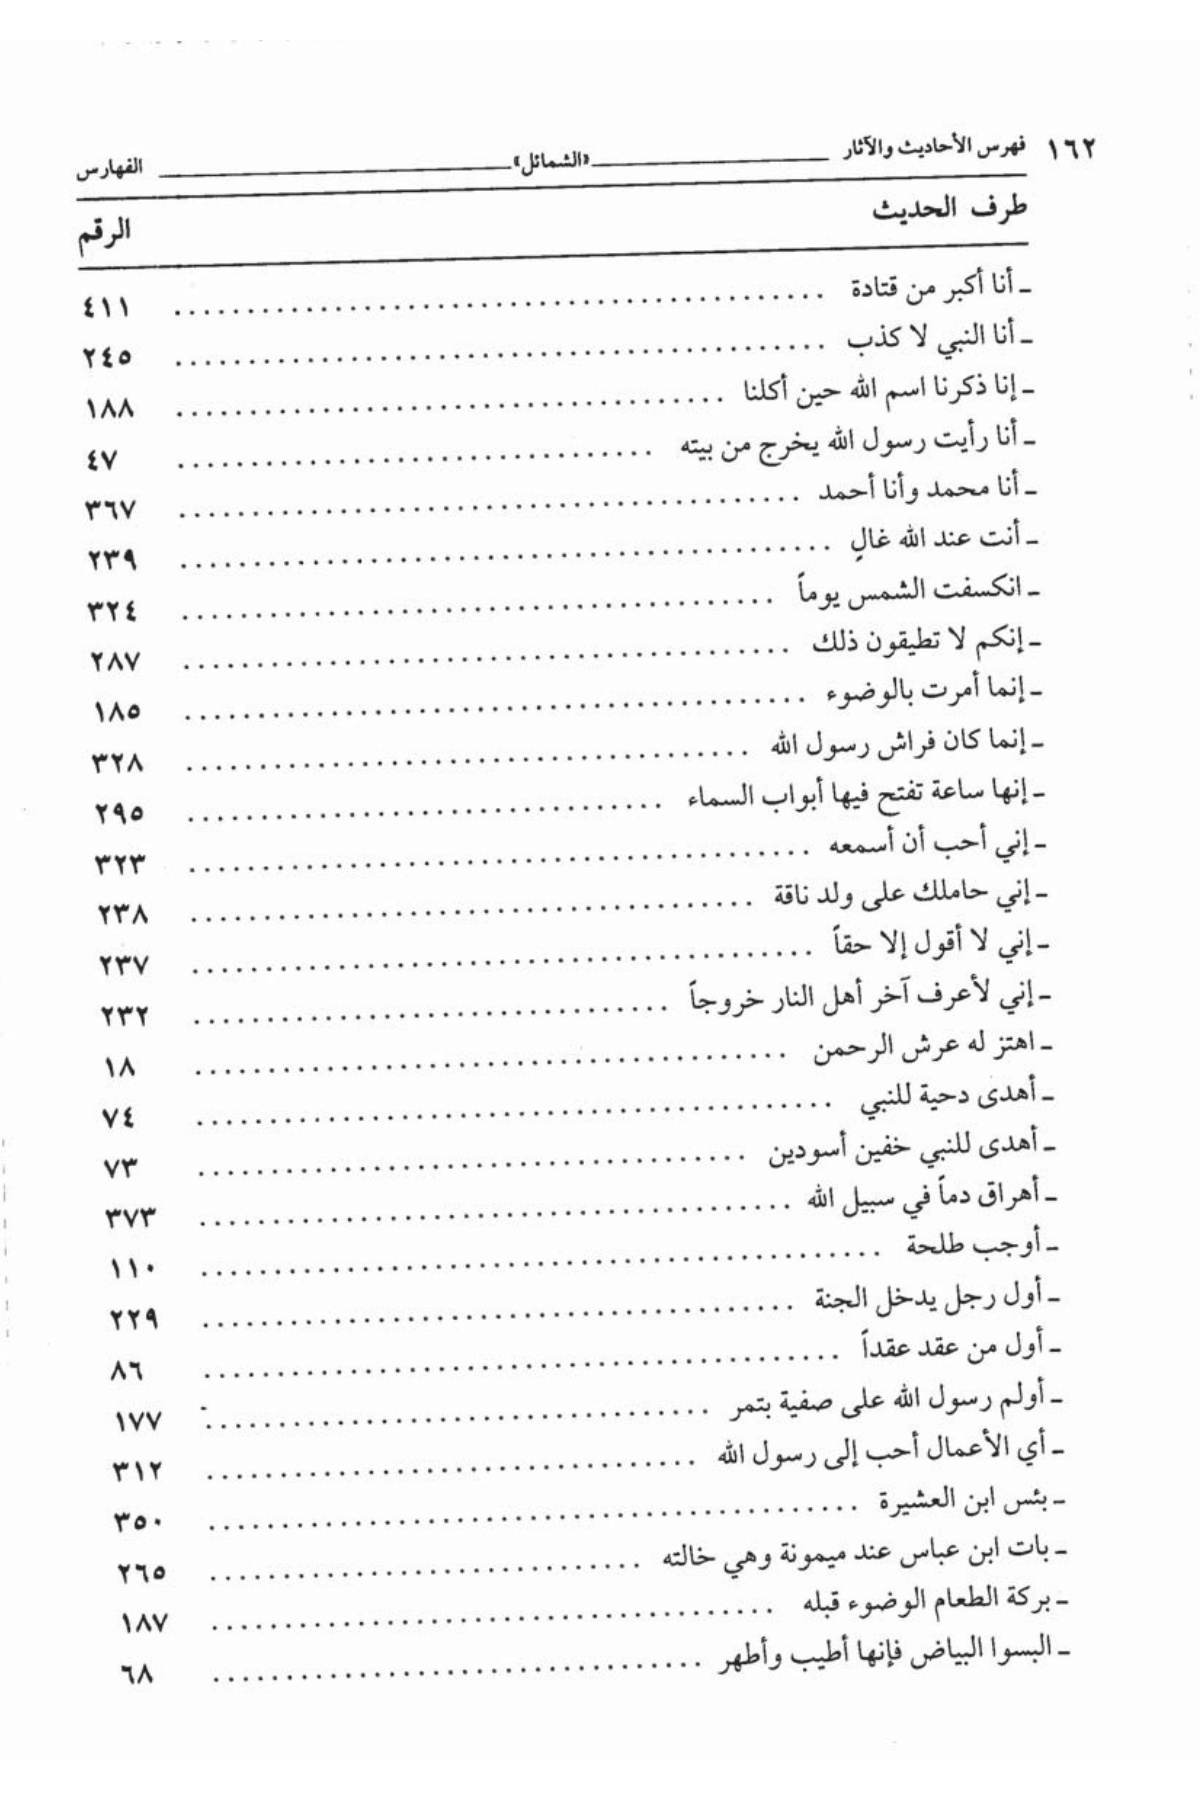 ١٦٢ فهرس الأحاديث والآثار «الشمائل» الفهارس
طرف الحديث الرقم
ـ أنا أكبر من قتادة ٤١١
ـ أنا النبي لا كذب ٢٤٥
ـ إنا ذكرنا اسم الله حين أكلنا ١٨٨
ـ أنا رأيت رسول الله يخرج من بيته ٤٧
ـ أنا محمد وأنا أحمد ٣٦٧
ـ أنت عند الله غالٍ ٢٣٩
ـ انكسفت الشمس يوماً ٣٢٤
ـ إنكم لا تطيقون ذلك ٢٨٧
ـ إنما أمرت بالوضوء ١٨٥
ـ إنما كان فراش رسول الله ٣٢٨
ـ إنها ساعة تفتح فيها أبواب السماء ٢٩٥
ـ إني أحب أن أسمعه ٣٢٣
ـ إني حاملك على ولد ناقة ٢٣٨
ـ إني لا أقول إلا حقاً ٢٣٧
ـ إني لأعرف آخر أهل النار خروجاً ٢٣٢
ـ اهتز له عرش الرحمن ١٨
ـ أهدى دحية للنبي ٧٤
ـ أهدى للنبي خفين أسودين ٧٣
ـ أهراق دماً في سبيل الله ٣٧٣
ـ أوجب طلحة ١١٠
ـ أول رجل يدخل الجنة ٢٢٩
ـ أول من عقد عقداً ٨٦
ـ أولم رسول الله على صفية بتمر ١٧٧
ـ أي الأعمال أحب إلى رسول الله ٣١٢
ـ بئس ابن العشيرة ٣٥٠
ـ بات ابن عباس عند ميمونة وهي خالته ٢٦٥
ـ بركة الطعام الوضوء قبله ١٨٧
ـ البسوا البياض فإنها أطيب وأطهر ٦٨